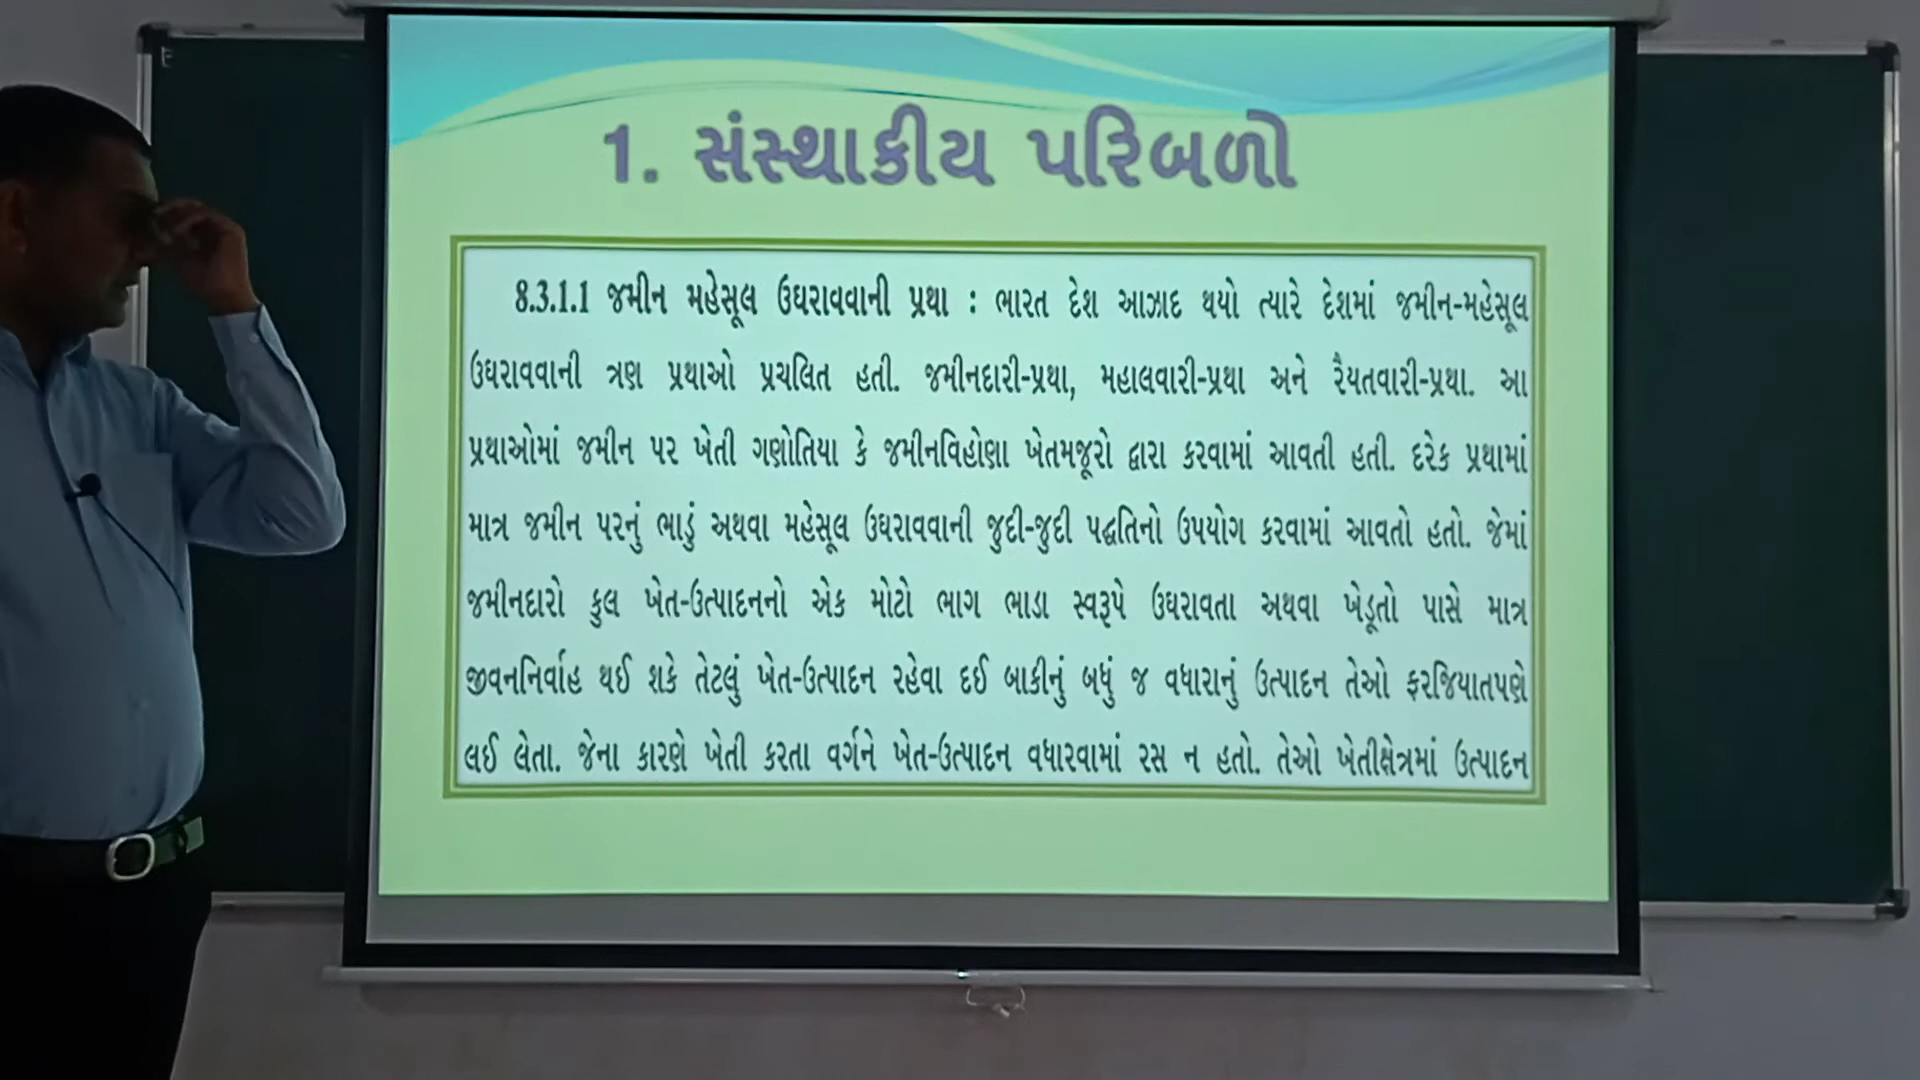 1. સંસ્થાકીય પરિબળો
8.3.1.1 જમીન મહેસૂલ ઉઘરાવવાની પ્રથા : ભારત દેશ આઝાદ થયો ત્યારે દેશમાં જમીન-મહેસૂલ
ઉઘરાવવાની ત્રણ પ્રથાઓ પ્રચલિત હતી. જમીનદારી-પ્રથા, મહાલવારી-પ્રથા અને રૈયતવારી-પ્રથા. આ
પ્રથાઓમાં જમીન પર ખેતી ગણોતિયા કે જમીનવિહોણા ખેતમજૂરો દ્વારા કરવામાં આવતી હતી. દરેક પ્રથામાં
માત્ર જમીન પરનું ભાડું અથવા મહેસૂલ ઉઘરાવવાની જુદી-જુદી પદ્ધતિનો ઉપયોગ કરવામાં આવતો હતો. જેમાં
જમીનદારો કુલ ખેત-ઉત્પાદનનો એક મોટો ભાગ ભાડા સ્વરૂપે ઉઘરાવતા અથવા ખેડૂતો પાસે માત્ર
જીવનનિર્વાહ થઈ શકે તેટલું ખેત-ઉત્પાદન રહેવા દઈ બાકીનું બધું જ વધારાનું ઉત્પાદન તેઓ ફરજિયાતપણે
લઈ લેતા. જેના કારણે ખેતી કરતા વર્ગને ખેત-ઉત્પાદન વધારવામાં રસ ન હતો. તેઓ ખેતીક્ષેત્રમાં ઉત્પાદન